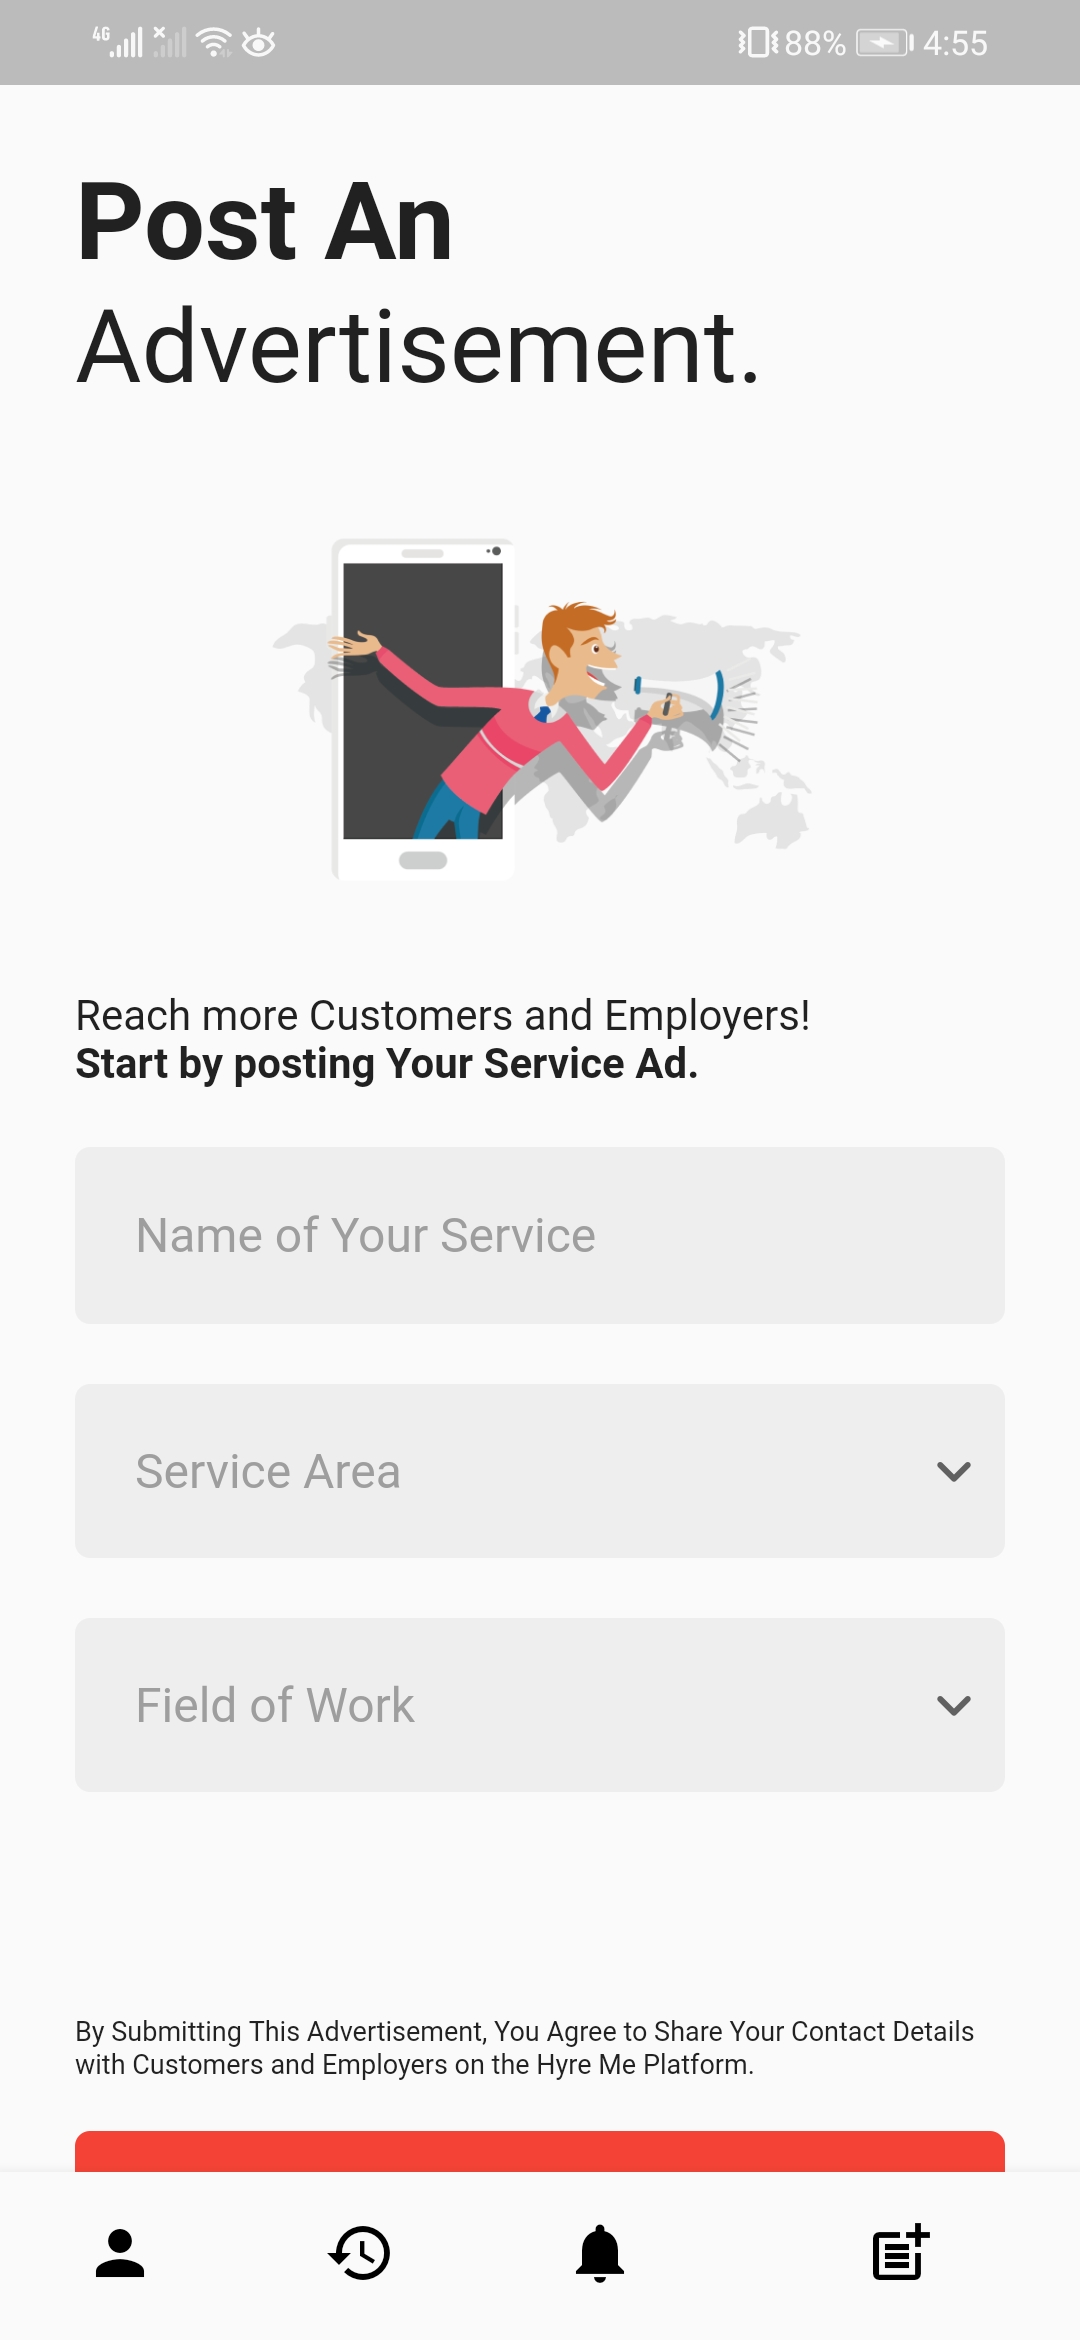 4G 88% 4:55
Post An
Advertisement.
Reach more Customers and Employers!
Start by posting Your Service Ad.
Name of Your Service
Service Area
Field of Work
By Submitting This Advertisement, You Agree to Share Your Contact Details
with Customers and Employers on the Hyre Me Platform.